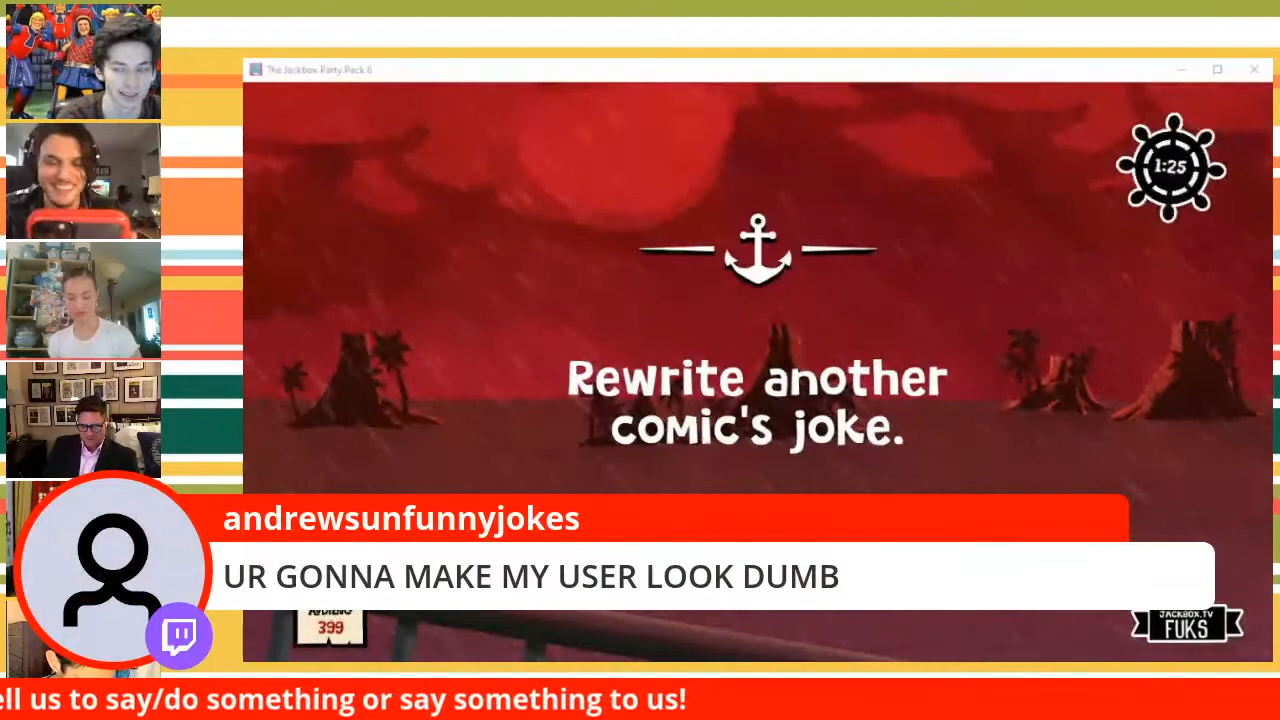 The Jackbox Party Pack 6
1:25
Rewrite another
comic's joke.
andrewsunfunnyjokes
UR GONNA MAKE MY USER LOOK DUMB
AUDIENCE
399
JACKBOX.TV
FUKS
ell us to say/do something or say something to us!